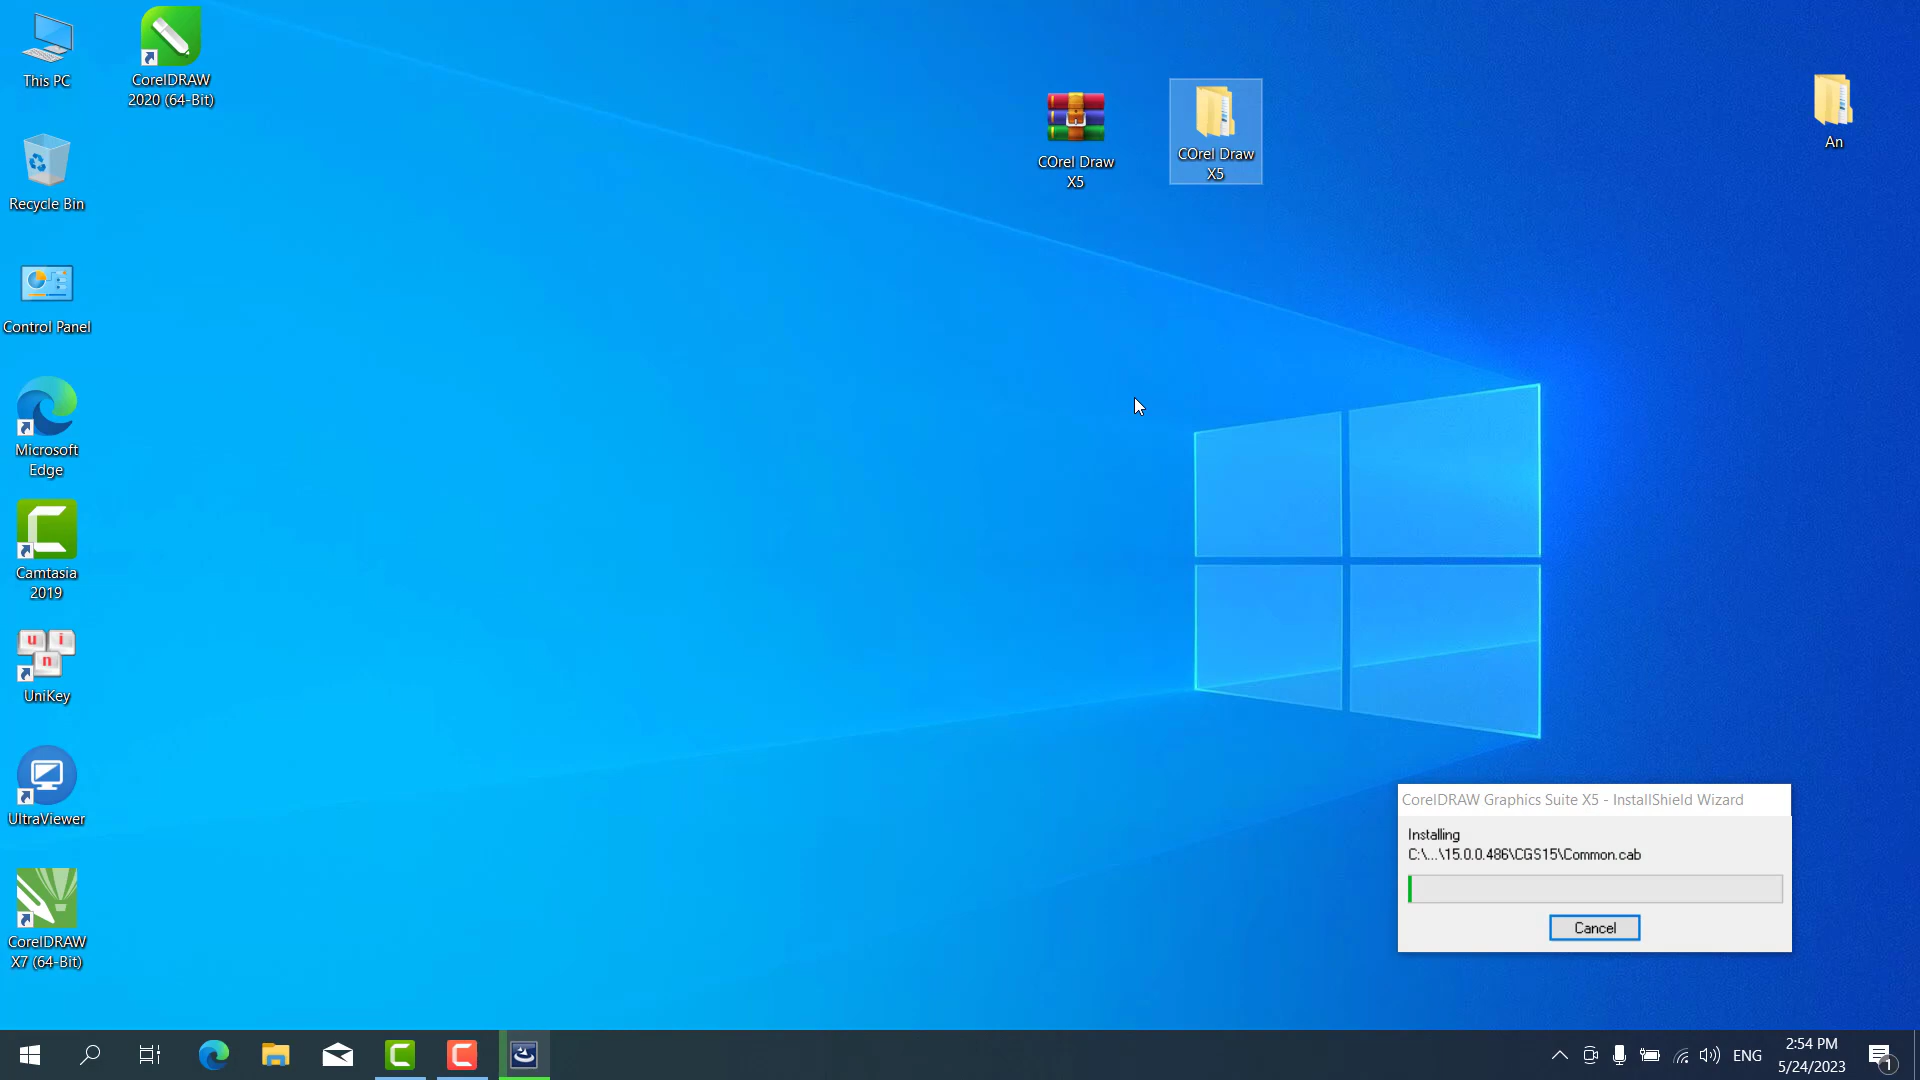 This PC
CorelDRAW
2020 (64-Bit)
COrel Draw
X5
COrel Draw
X5
An
Recycle Bin
Control Panel
Microsoft
Edge
Camtasia
2019
u i
n
UniKey
UltraViewer
CorelDRAW
X7 (64-Bit)
CorelDRAW Graphics Suite X5 - InstallShield Wizard
Installing
C:\...\15.0.0.486\CGS15\Common.cab
Cancel
ENG
2:54 PM
5/24/2023
1